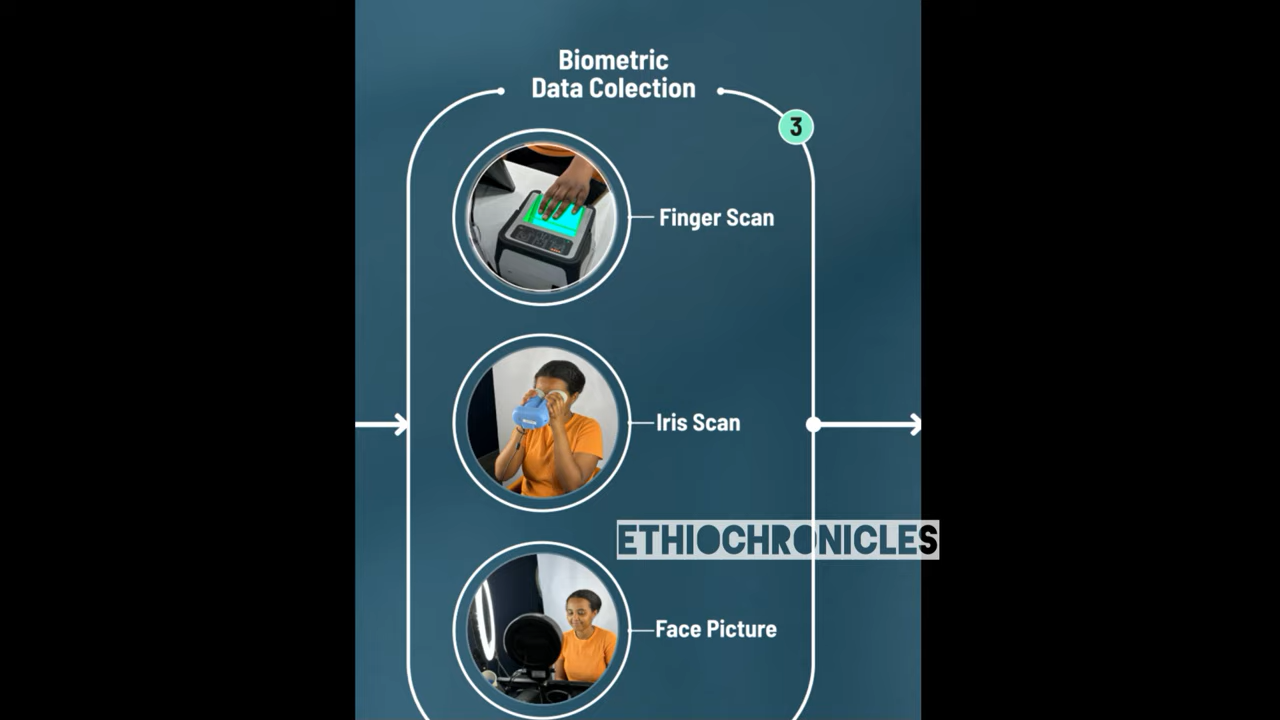 Biometric
Data Colection
3
Finger Scan
Iris Scan
ETHIOCHRONICLES
Face Picture